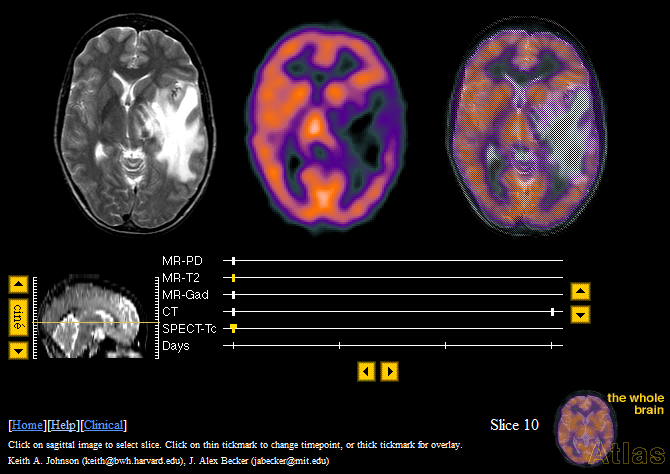 MR-PD
MR-T2
MR-Gad
CT
SPECT-Tc
Days
ciné
[Home][Help][Clinical]
Slice 10
Click on sagittal image to select slice. Click on thin tickmark to change timepoint, or thick tickmark for overlay.
Keith A. Johnson (keith@bwh.harvard.edu), J. Alex Becker (jabecker@mit.edu)
the whole
brain
Atlas